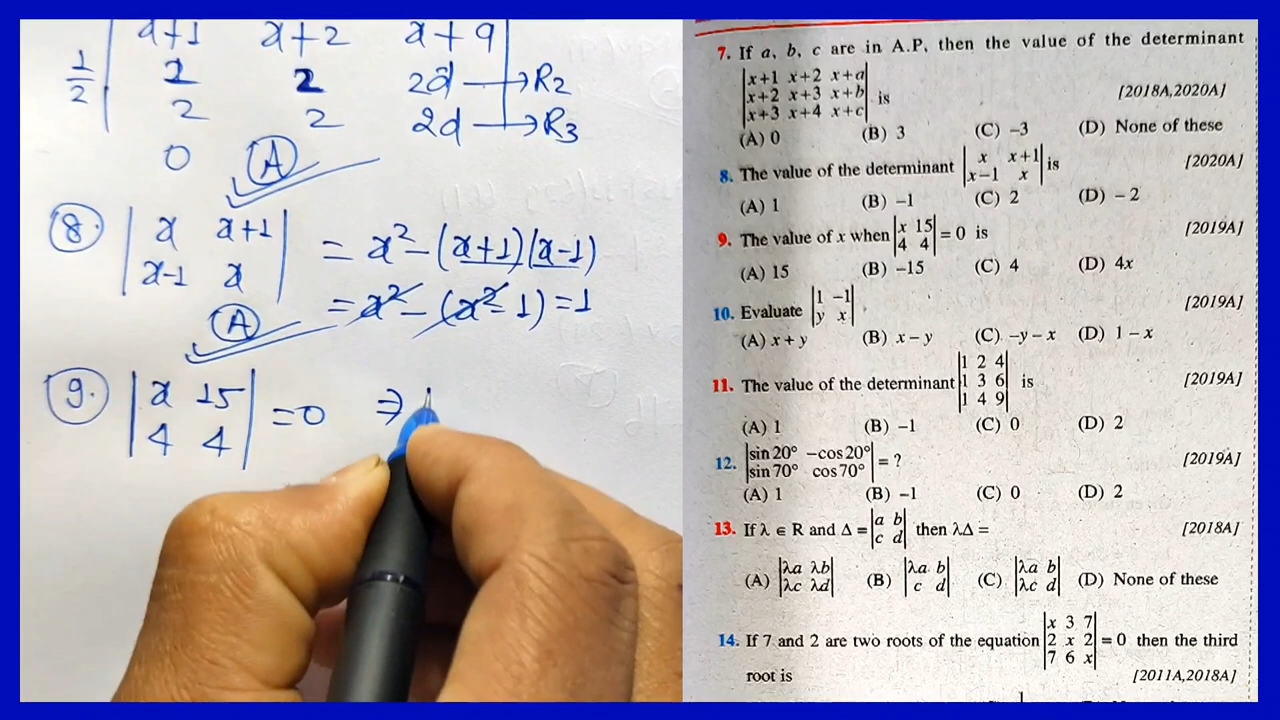 x+1 x+2 x+9
1/2 2 2 2d → R2
2 2 2d → R3
0 (A)
(8.) | x x+1 | = x² - (x+1)(x-1)
| x-1 x | = x² - (x² - 1) = 1
(A)
(9.) | x 15 | = 0 ⇒
| 4 4 |
7. If a, b, c are in A.P, then the value of the determinant
|x+1 x+2 x+a|
|x+2 x+3 x+b| is [2018A,2020A]
|x+3 x+4 x+c|
(A) 0 (B) 3 (C) –3 (D) None of these
8. The value of the determinant | x x+1 | is [2020A]
| x–1 x |
(A) 1 (B) –1 (C) 2 (D) – 2
9. The value of x when |x 15| = 0 is [2019A]
|4 4|
(A) 15 (B) –15 (C) 4 (D) 4x
10. Evaluate |1 –1| [2019A]
|y x|
(A) x + y (B) x – y (C) –y – x (D) 1 – x
|1 2 4|
11. The value of the determinant |1 3 6| is [2019A]
|1 4 9|
(A) 1 (B) –1 (C) 0 (D) 2
12. |sin 20° –cos 20°| = ? [2019A]
|sin 70° cos 70°|
(A) 1 (B) –1 (C) 0 (D) 2
13. If λ ∈ R and Δ = |a b| then λΔ = [2018A]
|c d|
(A) |λa λb| (B) |λa b| (C) |λa b| (D) None of these
|λc λd| |c d| |λc d|
|x 3 7|
14. If 7 and 2 are two roots of the equation |2 x 2| = 0 then the third
|7 6 x|
root is [2011A,2018A]